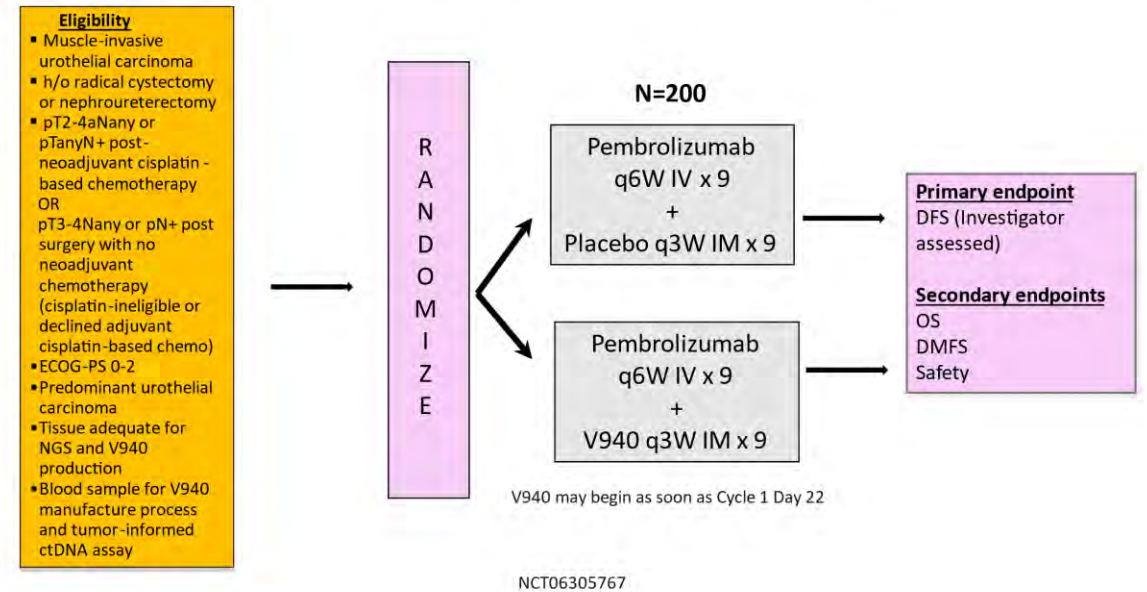 Eligibility
▪ Muscle-invasive
urothelial carcinoma
▪ h/o radical cystectomy
or nephroureterectomy
▪ pT2-4aNany or
pTanyN+ post-
neoadjuvant cisplatin -
based chemotherapy
OR
pT3-4Nany or pN+ post
surgery with no
neoadjuvant
chemotherapy
(cisplatin-ineligible or
declined adjuvant
cisplatin-based chemo)
• ECOG-PS 0-2
• Predominant urothelial
carcinoma
• Tissue adequate for
NGS and V940
production
• Blood sample for V940
manufacture process
and tumor-informed
ctDNA assay
R
A
N
D
O
M
I
Z
E
N=200
Pembrolizumab
q6W IV x 9
+
Placebo q3W IM x 9
Pembrolizumab
q6W IV x 9
+
V940 q3W IM x 9
V940 may begin as soon as Cycle 1 Day 22
Primary endpoint
DFS (Investigator
assessed)
Secondary endpoints
OS
DMFS
Safety
NCT06305767